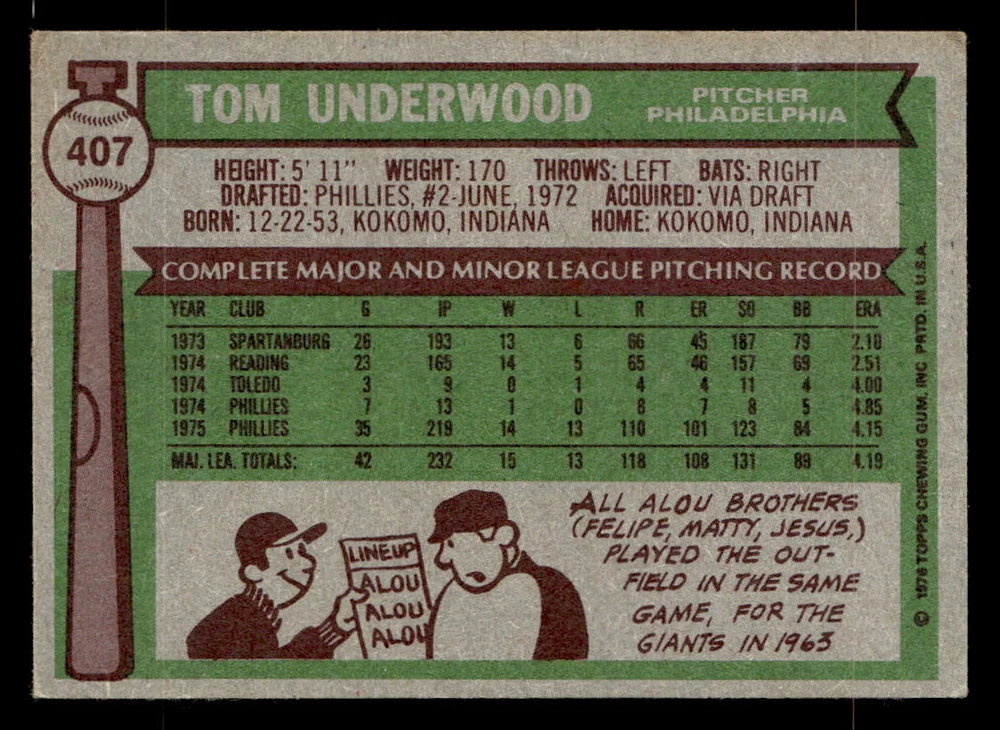 407
TOM UNDERWOOD
PITCHER
PHILADELPHIA
HEIGHT: 5' 11" WEIGHT: 170 THROWS: LEFT BATS: RIGHT
DRAFTED: PHILLIES, #2-JUNE, 1972 ACQUIRED: VIA DRAFT
BORN: 12-22-53, KOKOMO, INDIANA HOME: KOKOMO, INDIANA
COMPLETE MAJOR AND MINOR LEAGUE PITCHING RECORD
YEAR CLUB G IP W L R ER SO BB ERA
1973 SPARTANBURG 26 193 13 6 66 45 187 79 2.10
1974 READING 23 165 14 5 65 46 157 69 2.51
1974 TOLEDO 3 9 0 1 4 4 11 4 4.00
1974 PHILLIES 7 13 1 0 8 7 8 5 4.85
1975 PHILLIES 35 219 14 13 110 101 123 84 4.15
MAJ. LEA. TOTALS: 42 232 15 13 118 108 131 89 4.19
LINEUP
ALOU
ALOU
ALOU
ALL ALOU BROTHERS
(FELIPE, MATTY, JESUS,)
PLAYED THE OUT-
FIELD IN THE SAME
GAME, FOR THE
GIANTS IN 1963
© 1976 TOPPS CHEWING GUM, INC. PRTD. IN U.S.A.